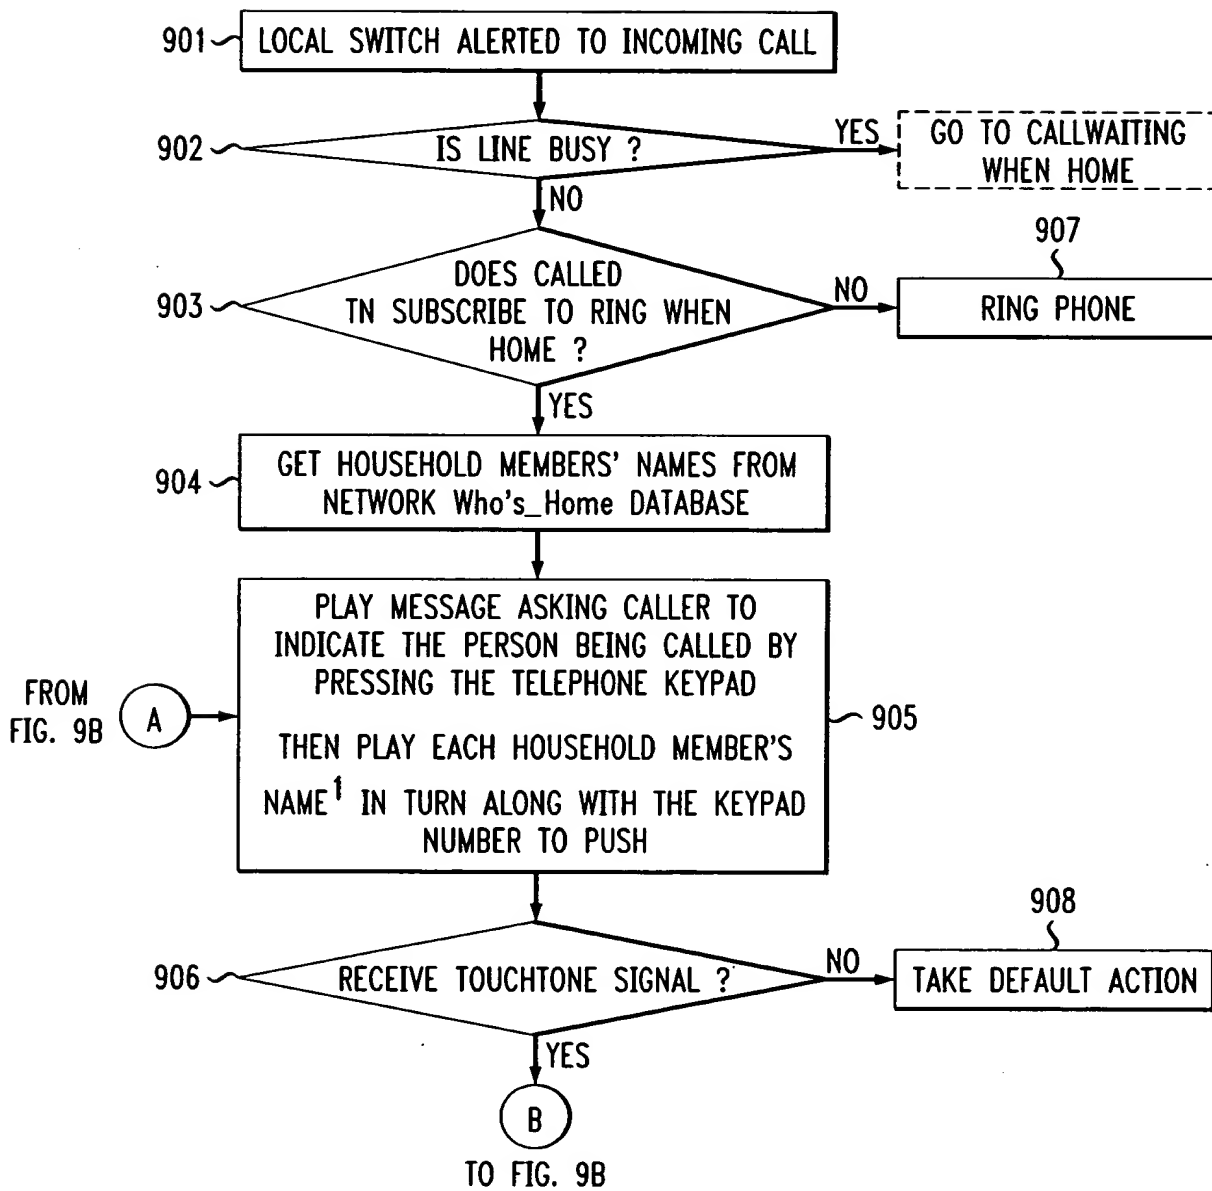 901
LOCAL SWITCH ALERTED TO INCOMING CALL
902
IS LINE BUSY ?
YES
GO TO CALLWAITING
WHEN HOME
NO
903
DOES CALLED
TN SUBSCRIBE TO RING WHEN
HOME ?
NO
907
RING PHONE
YES
904
GET HOUSEHOLD MEMBERS' NAMES FROM
NETWORK Who's_Home DATABASE
FROM
FIG. 9B
A
PLAY MESSAGE ASKING CALLER TO
INDICATE THE PERSON BEING CALLED BY
PRESSING THE TELEPHONE KEYPAD
THEN PLAY EACH HOUSEHOLD MEMBER'S
NAME¹ IN TURN ALONG WITH THE KEYPAD
NUMBER TO PUSH
905
906
RECEIVE TOUCHTONE SIGNAL ?
NO
908
TAKE DEFAULT ACTION
YES
B
TO FIG. 9B